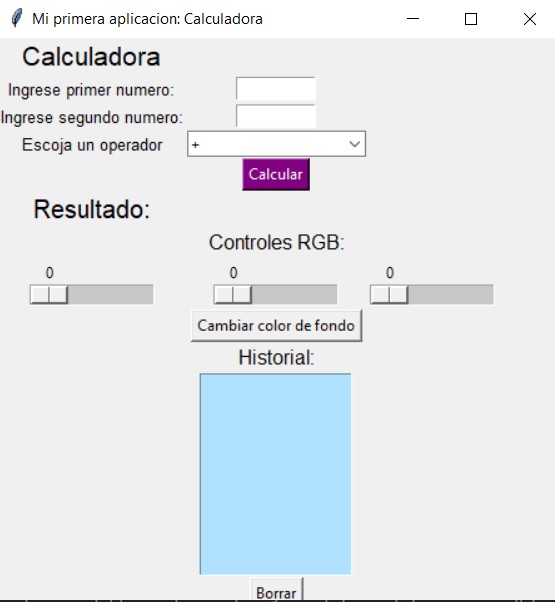 Mi primera aplicacion: Calculadora
Calculadora
Ingrese primer numero:
Ingrese segundo numero:
Escoja un operador +
Calcular
Resultado:
Controles RGB:
0 0 0
Cambiar color de fondo
Historial:
Borrar